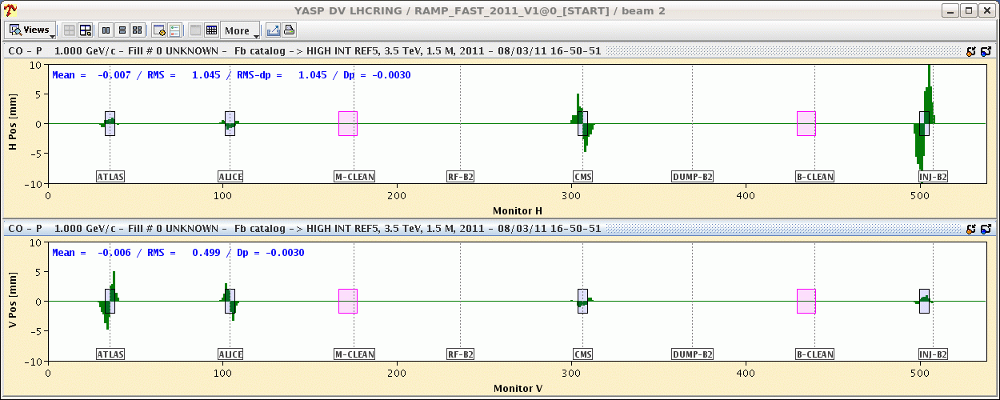 YASP DV LHCRING / RAMP_FAST_2011_V1@0_[START] / beam 2
Views More
CO - P 1.000 GeV/c - Fill # 0 UNKNOWN - Fb catalog -> HIGH INT REF5, 3.5 TeV, 1.5 M, 2011 - 08/03/11 16-50-51
Mean = -0.007 / RMS = 1.045 / RMS-dp = 1.045 / Dp = -0.0030
H Pos [mm]
10
5
0
-5
-10
ATLAS ALICE M-CLEAN RF-B2 CMS DUMP-B2 B-CLEAN INJ-B2
0 100 200 300 400 500
Monitor H
CO - P 1.000 GeV/c - Fill # 0 UNKNOWN - Fb catalog -> HIGH INT REF5, 3.5 TeV, 1.5 M, 2011 - 08/03/11 16-50-51
Mean = -0.006 / RMS = 0.499 / Dp = -0.0030
V Pos [mm]
10
5
0
-5
-10
ATLAS ALICE M-CLEAN RF-B2 CMS DUMP-B2 B-CLEAN INJ-B2
0 100 200 300 400 500
Monitor V